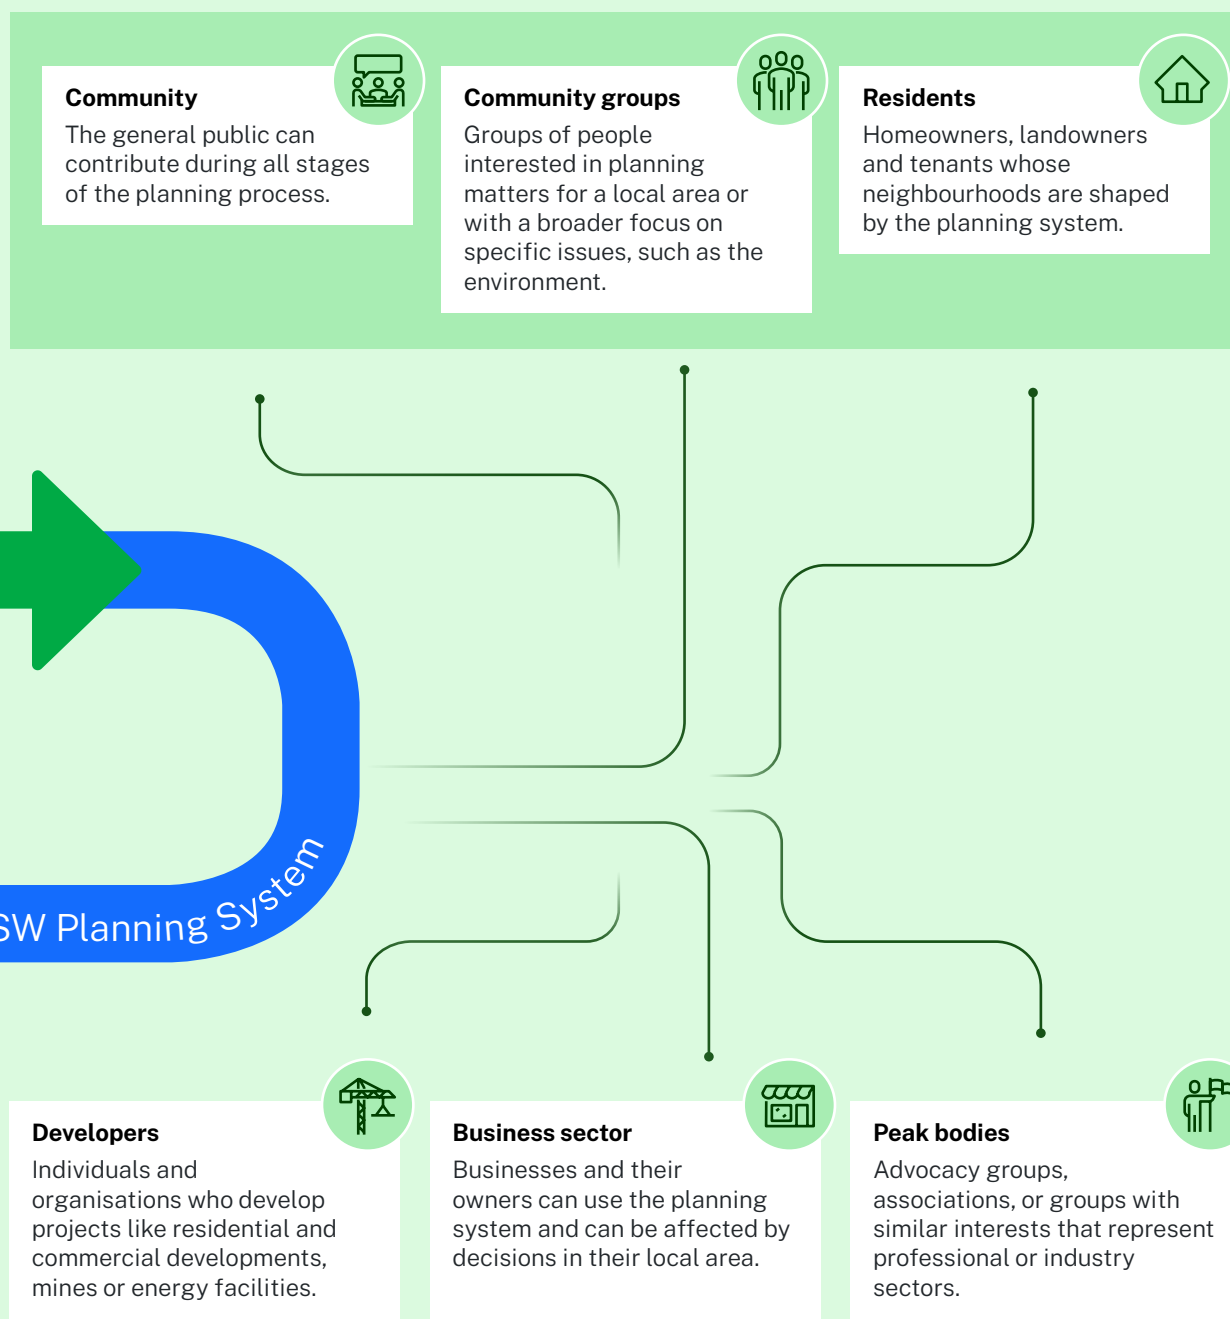 Community
The general public can
contribute during all stages
of the planning process.
Community groups
Groups of people
interested in planning
matters for a local area or
with a broader focus on
specific issues, such as the
environment.
Residents
Homeowners, landowners
and tenants whose
neighbourhoods are shaped
by the planning system.
SW Planning System
Developers
Individuals and
organisations who develop
projects like residential and
commercial developments,
mines or energy facilities.
Business sector
Businesses and their
owners can use the planning
system and can be affected by
decisions in their local area.
Peak bodies
Advocacy groups,
associations, or groups with
similar interests that represent
professional or industry
sectors.